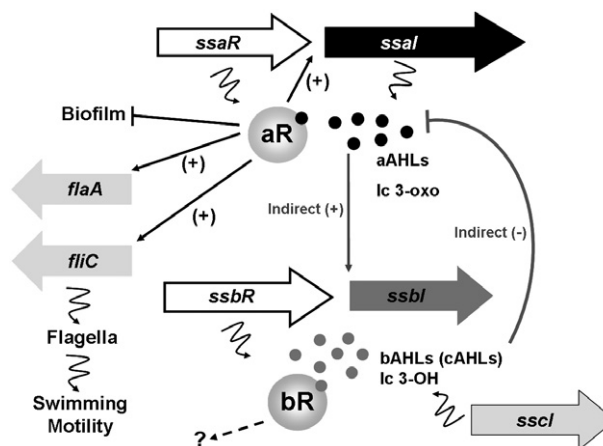 ssaR
ssaI
(+)
Biofilm
aR
aAHLs
lc 3-oxo
(+)
flaA
(+)
Indirect (+)
Indirect (-)
fliC
ssbR
ssbI
Flagella
bAHLs (cAHLs)
lc 3-OH
Swimming
Motility
bR
sscI
?